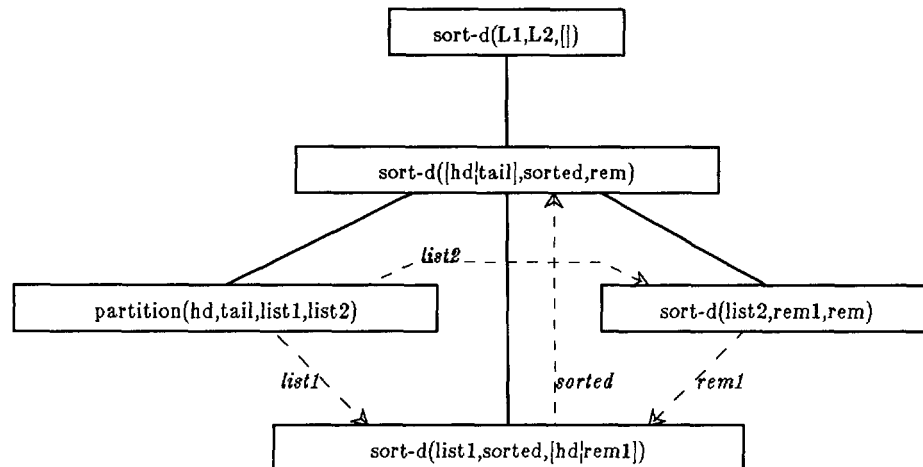 sort-d(L1,L2,[])
sort-d([hd|tail],sorted,rem)
list2
partition(hd,tail,list1,list2)
sort-d(list2,rem1,rem)
list1
sorted
rem1
sort-d(list1,sorted,[hd|rem1])